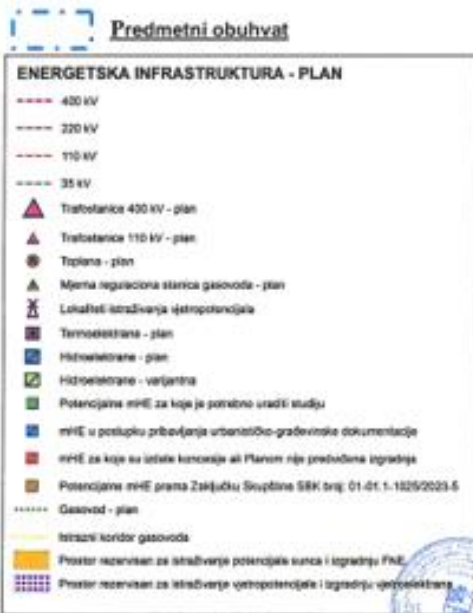 Predmetni obuhvat
ENERGETSKA INFRASTRUKTURA - PLAN
400 kV
220 kV
110 kV
35 kV
Trafostanice 400 kV - plan
Trafostanice 110 kV - plan
Toplana - plan
Mjerna regulaciona stanica gasovoda - plan
Lokaliteti istraživanja vjetropotencijala
Termoelektrane - plan
Hidroelektrane - plan
Hidroelektrane - varijantna
Potencijalne mHE za koje je potrebno uraditi studiju
mHE u postupku pribavljanja urbanističko-građevinske dokumentacije
mHE za koje su izdate koncesije ali Planom nije predviđena izgradnja
Potencijalne mHE prema Zaključku Skupštine SBK broj: 01-01.1-1025/2023-5
Gasovod - plan
Istrazni koridor gasovoda
Prostor rezervisan za istraživanje potencijala sunca i izgradnju FNE
Prostor rezervisan za istraživanje vjetropotencijala i izgradnju vjetroelektrana